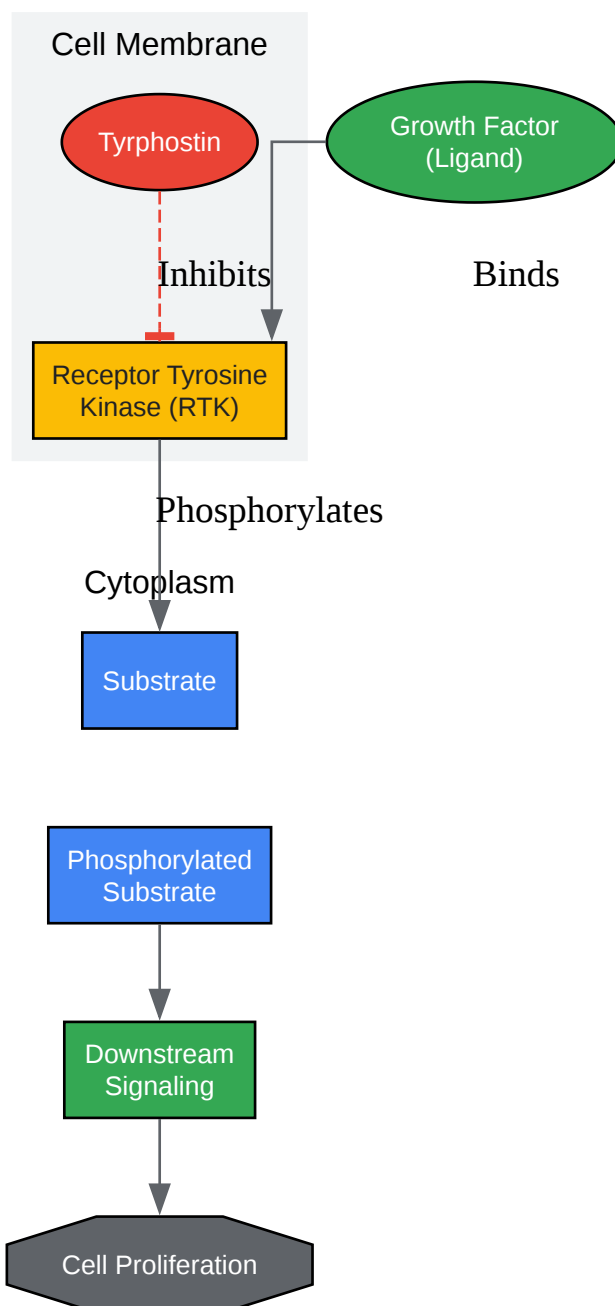 Cell Membrane
Tyrphostin
Growth Factor
(Ligand)
Inhibits
Binds
Receptor Tyrosine
Kinase (RTK)
Phosphorylates
Cytoplasm
Substrate
Phosphorylated
Substrate
Downstream
Signaling
Cell Proliferation